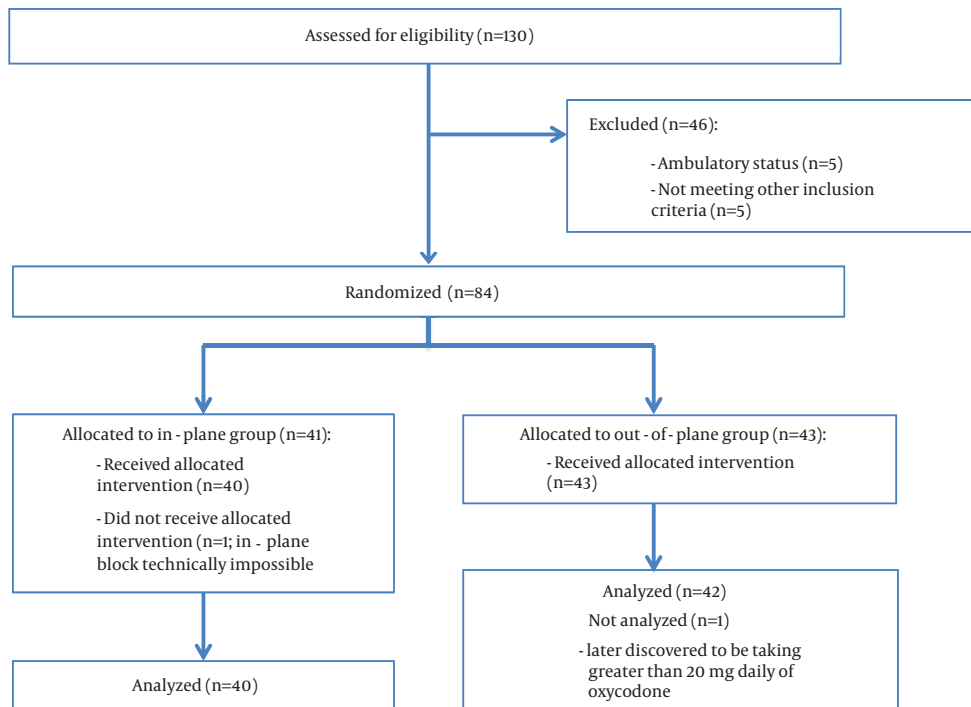 Assessed for eligibility (n=130)
Excluded (n=46):
- Ambulatory status (n=5)
- Not meeting other inclusion
criteria (n=5)
Randomized (n=84)
Allocated to in - plane group (n=41):
- Received allocated
intervention (n=40)
- Did not receive allocated
intervention (n=1; in - plane
block technically impossible
Allocated to out - of - plane group (n=43):
- Received allocated intervention
(n=43)
Analyzed (n=40)
Analyzed (n=42)
Not analyzed (n=1)
- later discovered to be taking
greater than 20 mg daily of
oxycodone